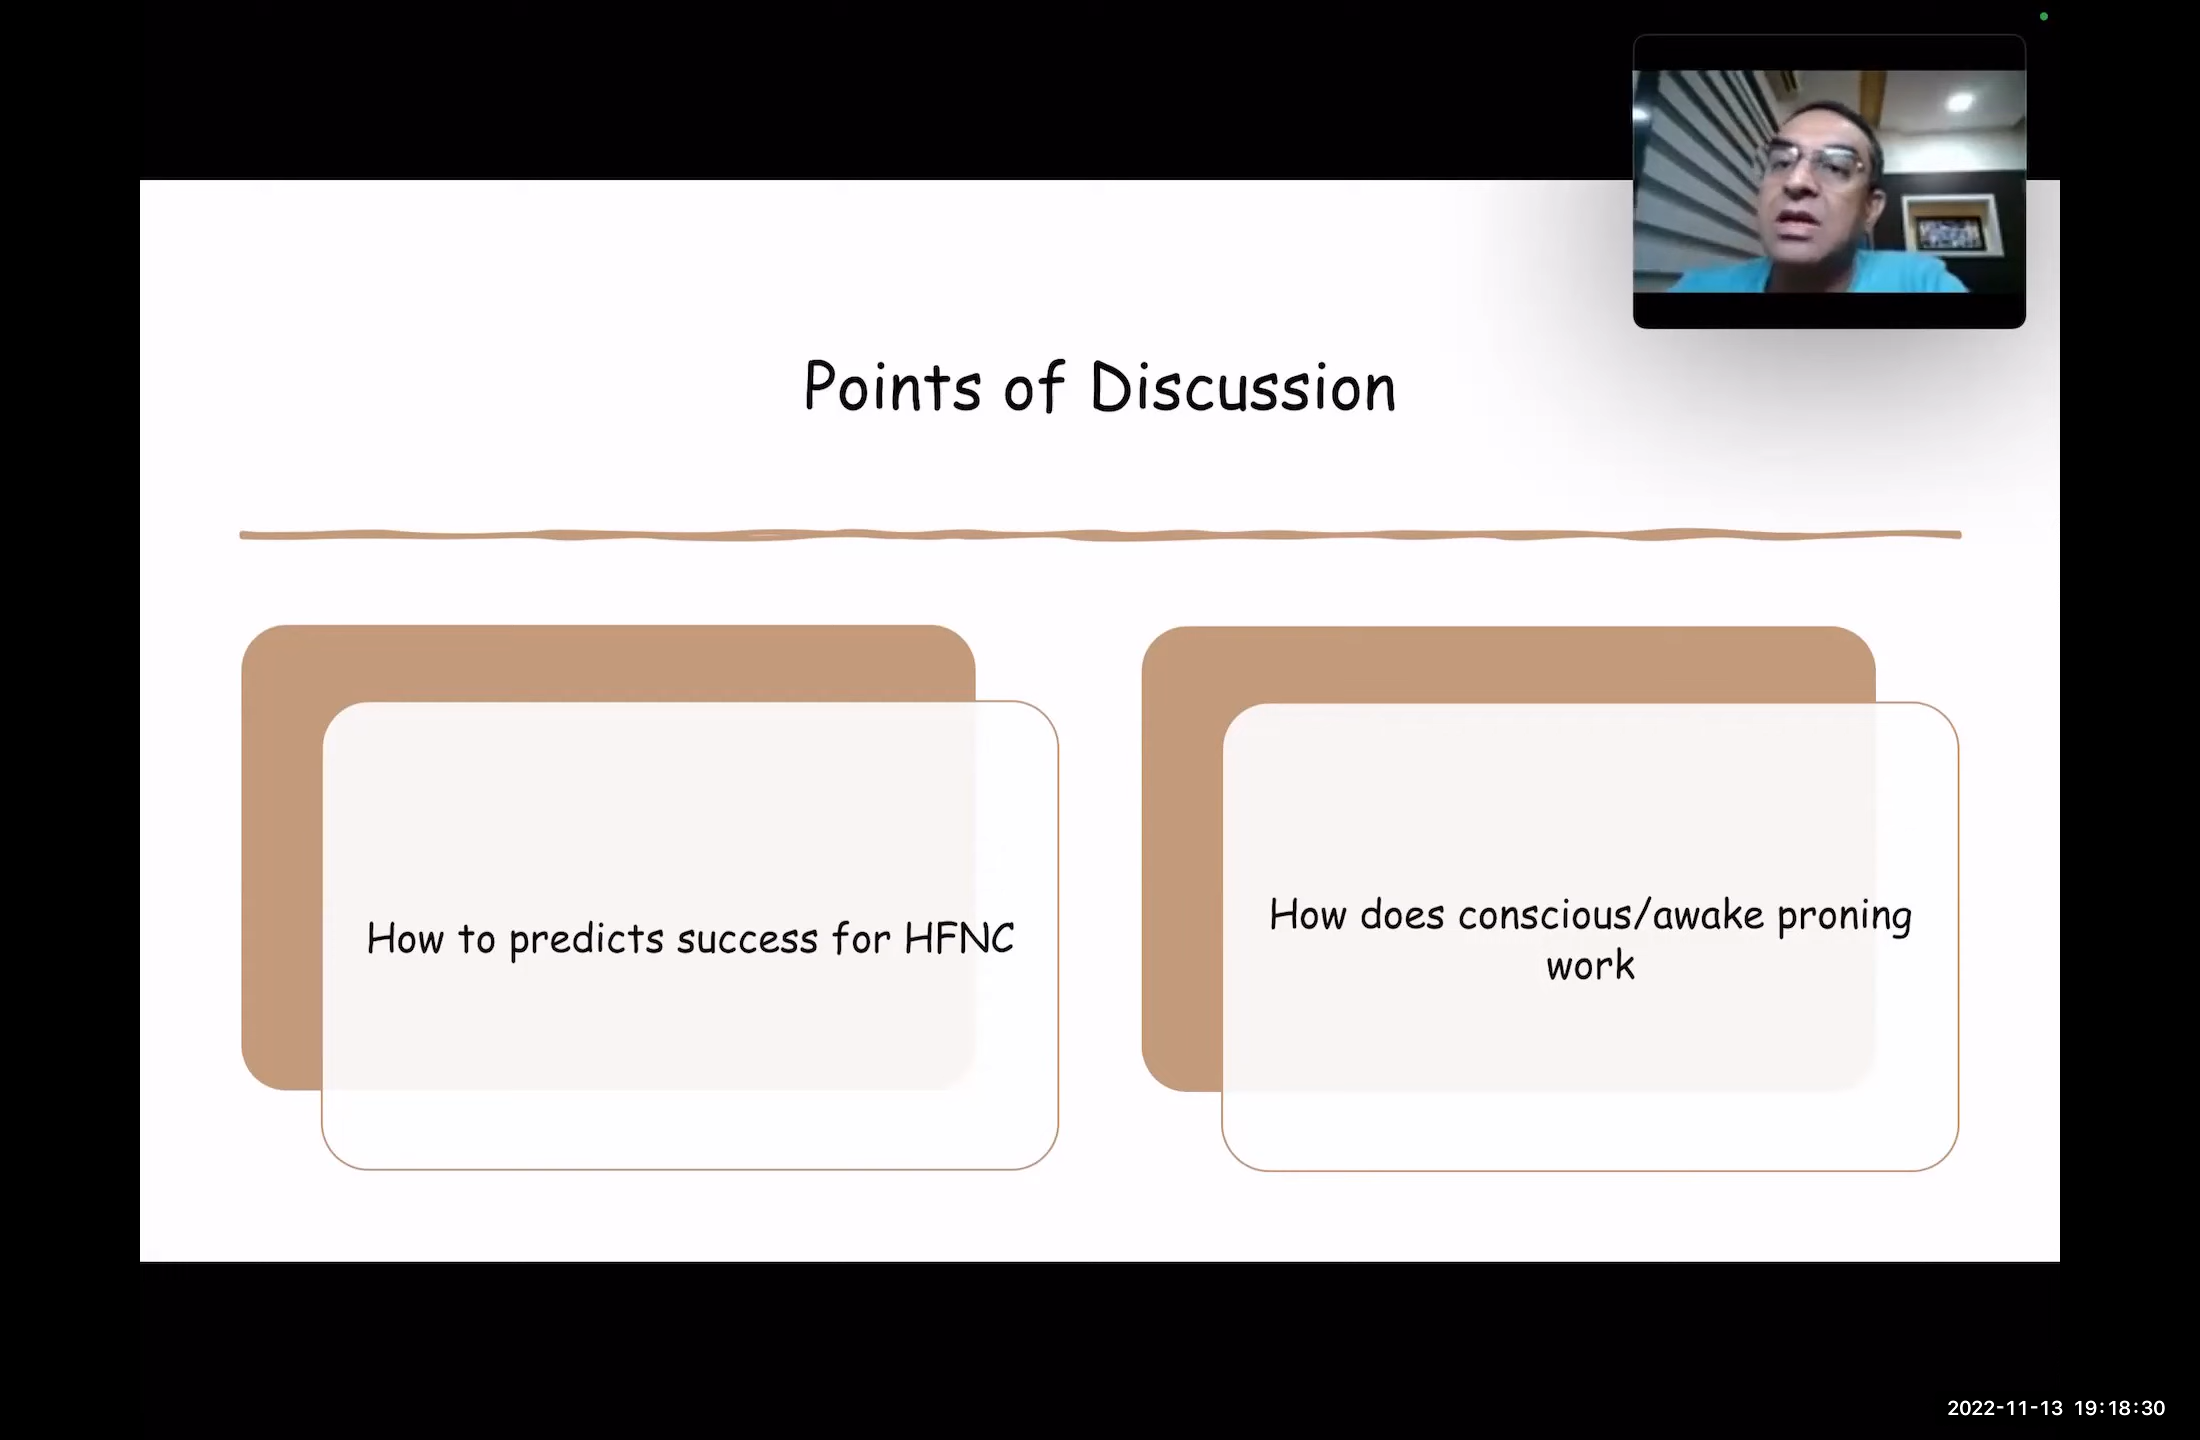 Points of Discussion
How to predicts success for HFNC
How does conscious/awake proning
work
2022-11-13 19:18:30